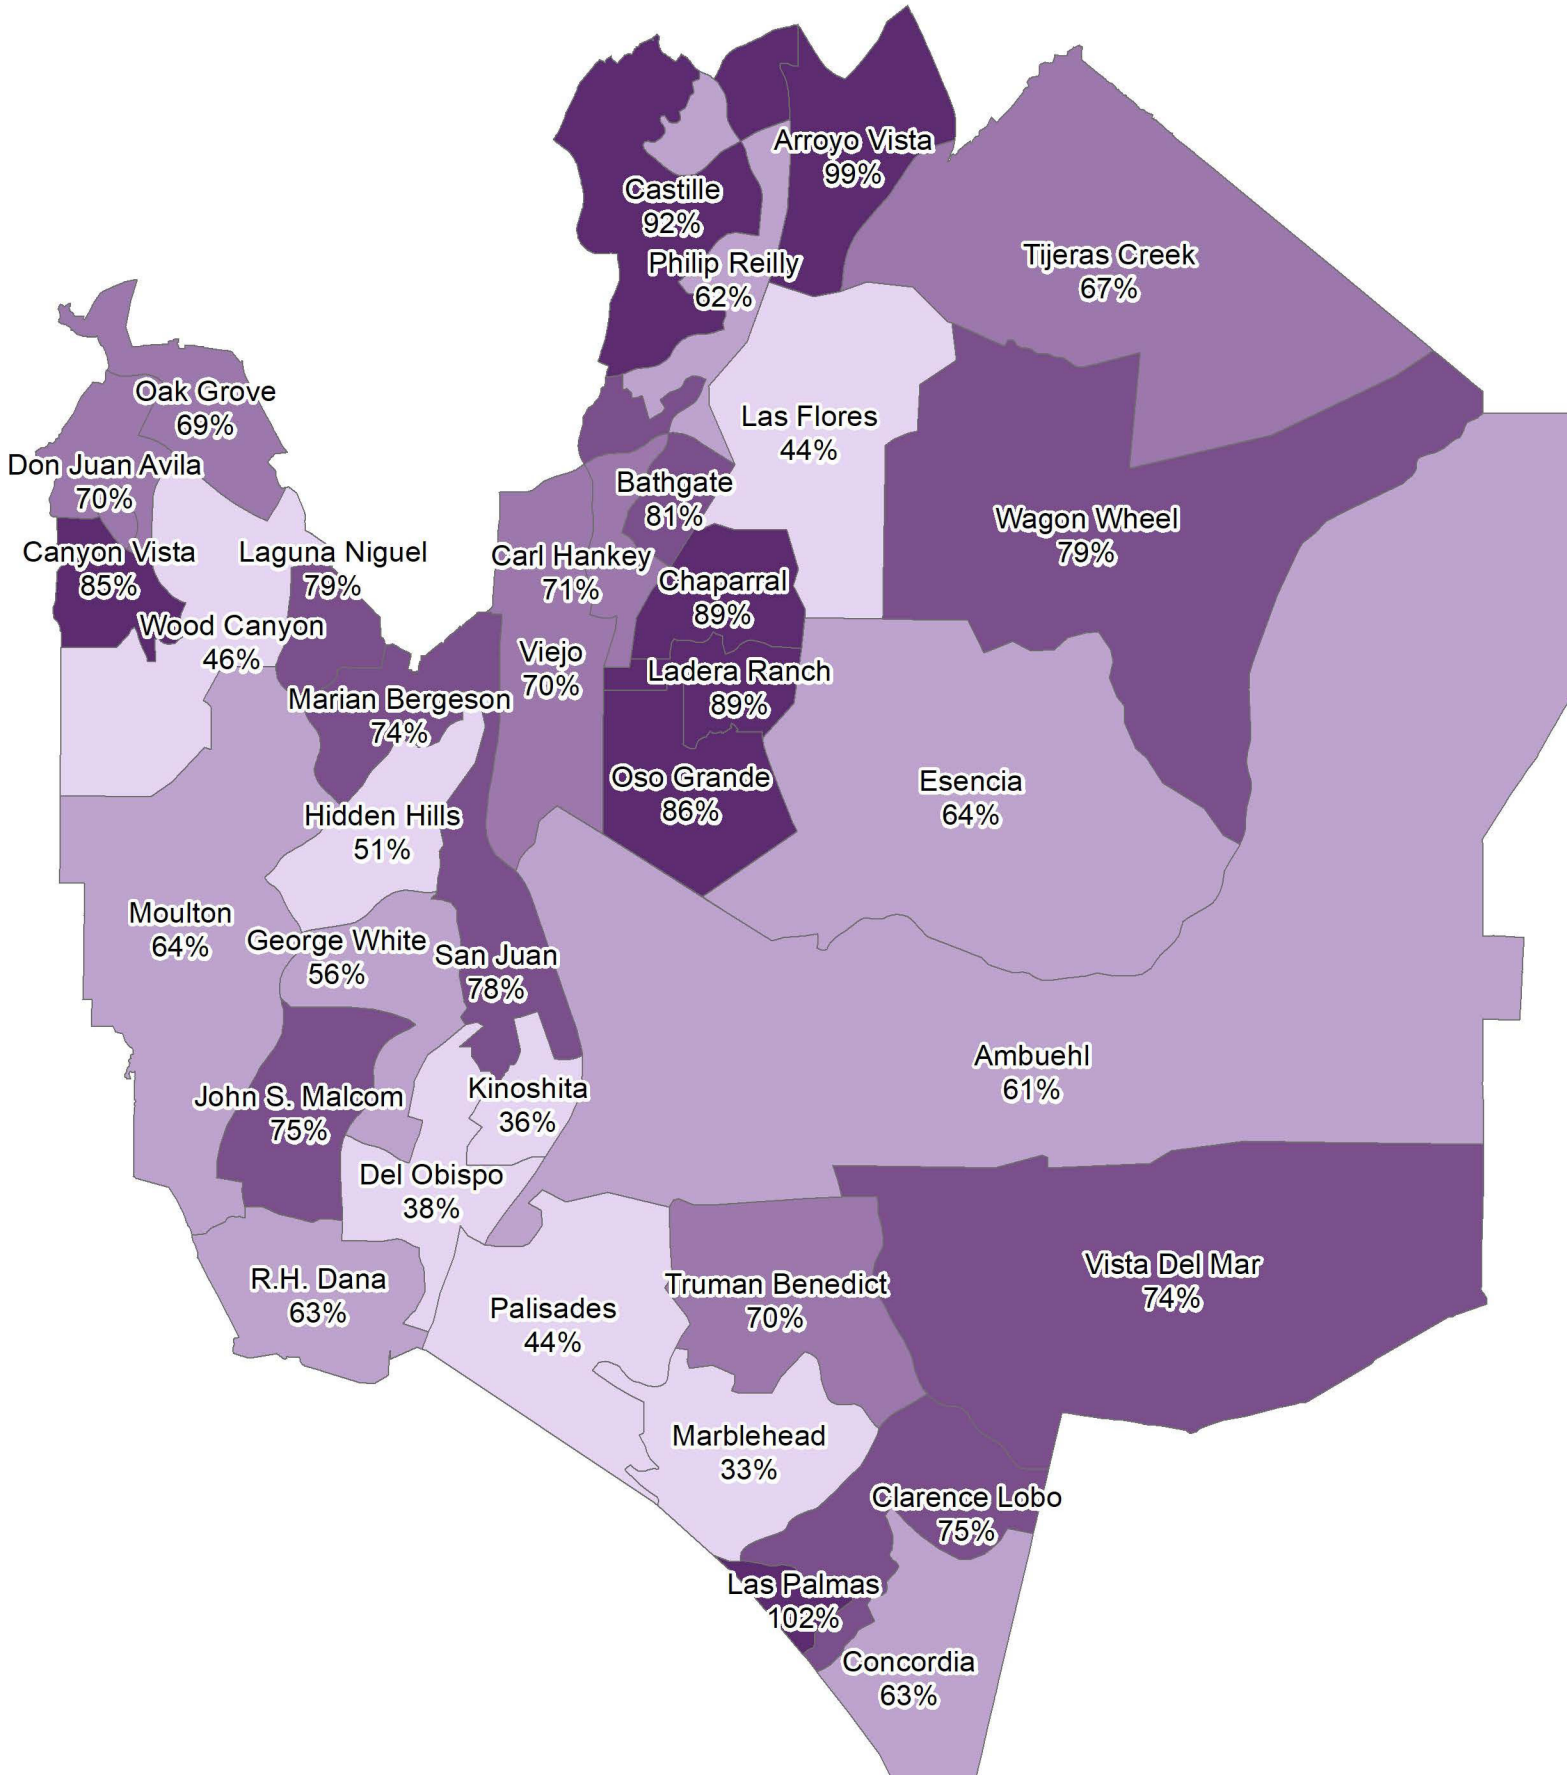 Arroyo Vista
99%
Castille
92%
Philip Reilly
62%
Tijeras Creek
67%
Oak Grove
69%
Las Flores
44%
Don Juan Avila
70%
Bathgate
81%
Wagon Wheel
79%
Canyon Vista
85%
Laguna Niguel
79%
Carl Hankey
71%
Chaparral
89%
Wood Canyon
46%
Viejo
70%
Ladera Ranch
89%
Marian Bergeson
74%
Oso Grande
86%
Esencia
64%
Hidden Hills
51%
Moulton
64%
George White
56%
San Juan
78%
Ambuehl
61%
John S. Malcom
75%
Kinoshita
36%
Del Obispo
38%
Vista Del Mar
74%
R.H. Dana
63%
Truman Benedict
70%
Palisades
44%
Marblehead
33%
Clarence Lobo
75%
Las Palmas
102%
Concordia
63%